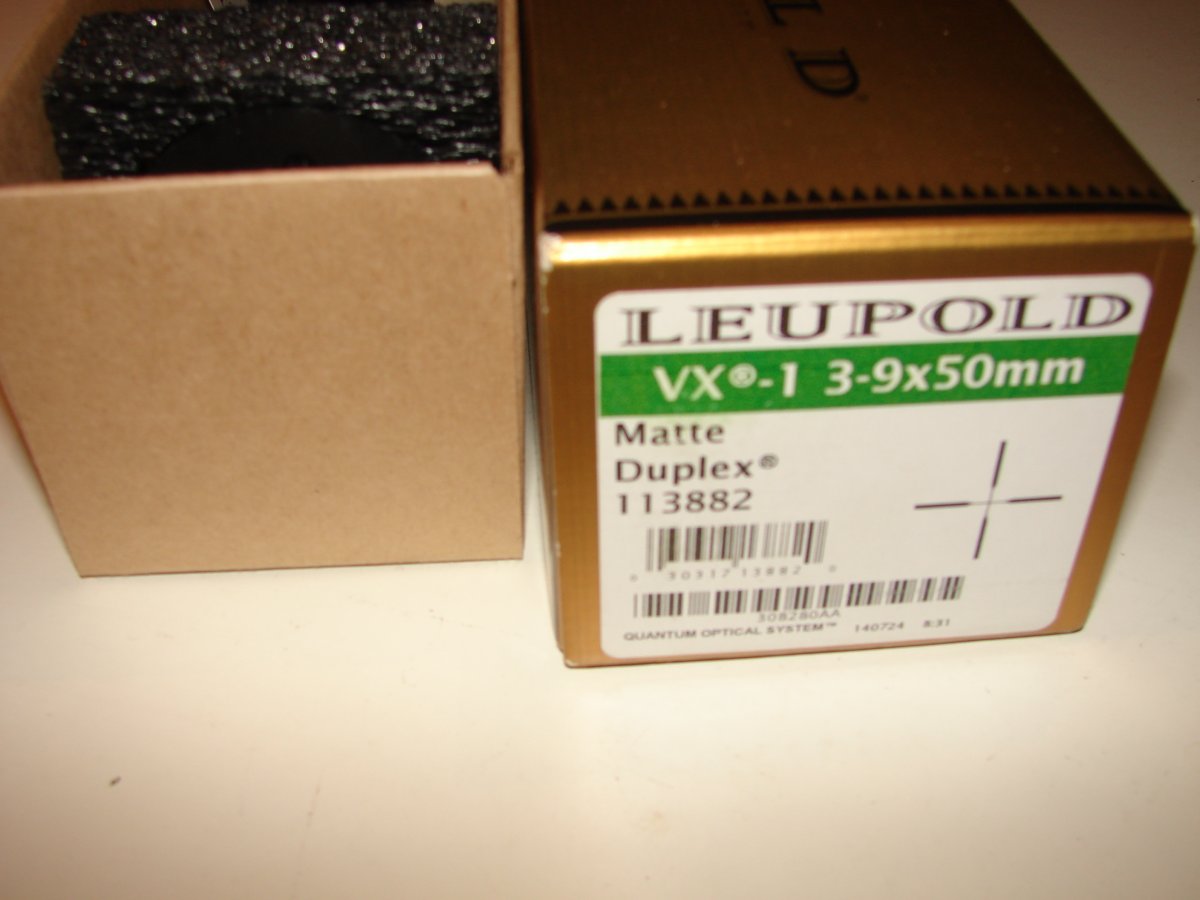 LD
LEUPOLD
VX®-1 3-9x50mm
Matte
Duplex®
113882
0 30317 13882 0
308280AA
QUANTUM OPTICAL SYSTEM™ 140724 8:31